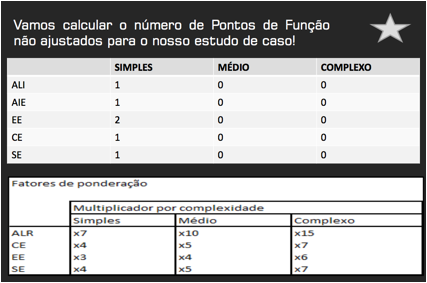 Vamos calcular o número de Pontos de Função
não ajustados para o nosso estudo de caso!
SIMPLES MÉDIO COMPLEXO
ALI 1 0 0
AIE 1 0 0
EE 2 0 0
CE 1 0 0
SE 1 0 0
Fatores de ponderação
Multiplicador por complexidade
Simples Médio Complexo
ALR x7 x10 x15
CE x4 x5 x7
EE x3 x4 x6
SE x4 x5 x7